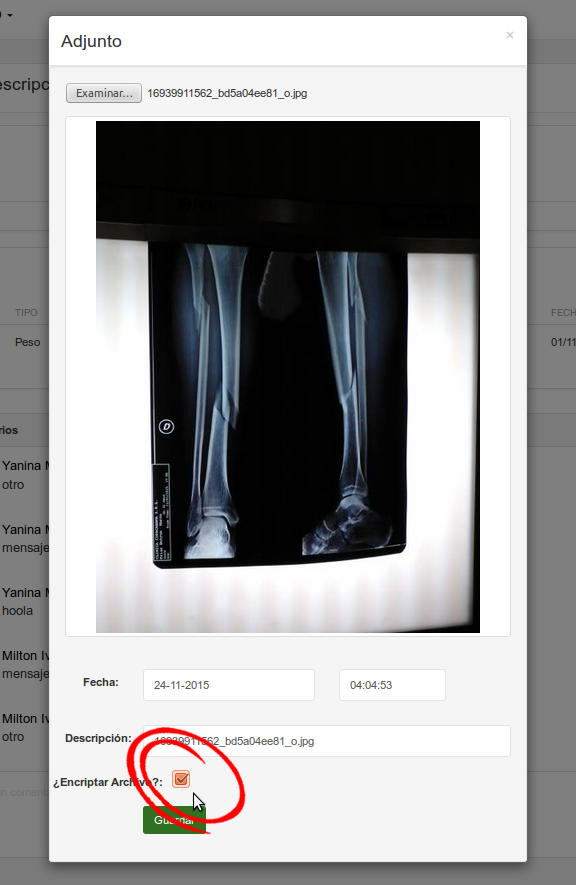 Adjunto
×
escripc
Examinar... 16939911562_bd5a04ee81_o.jpg
TIPO
FECH
Peso
01/11
D
rios
Yanina M
otro
Yanina M
mensaje
Yanina M
hoola
Milton Iv
mensaje
Milton Iv
otro
Fecha: 24-11-2015 04:04:53
Descripción: 16939911562_bd5a04ee81_o.jpg
¿Encriptar Archivo?:
n coment
Guardar